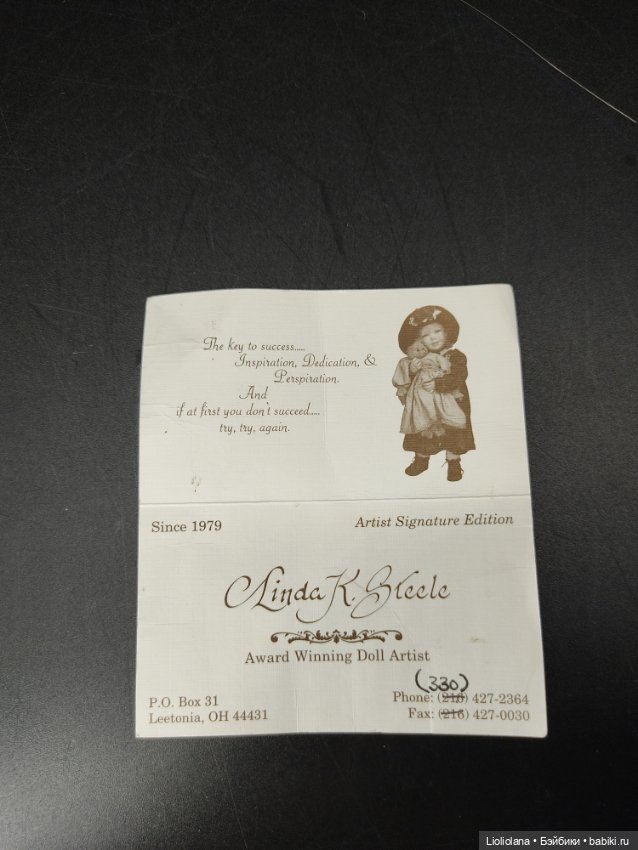 The key to success.....
Inspiration, Dedication, &
Perspiration.
And
if at first you don't succeed.....
try, try, again.
Since 1979
Artist Signature Edition
Linda K. Steele
Award Winning Doll Artist
(330)
P.O. Box 31
Phone: (216) 427-2364
Leetonia, OH 44431
Fax: (216) 427-0030
Lioliolana • Бэйбики • babiki.ru